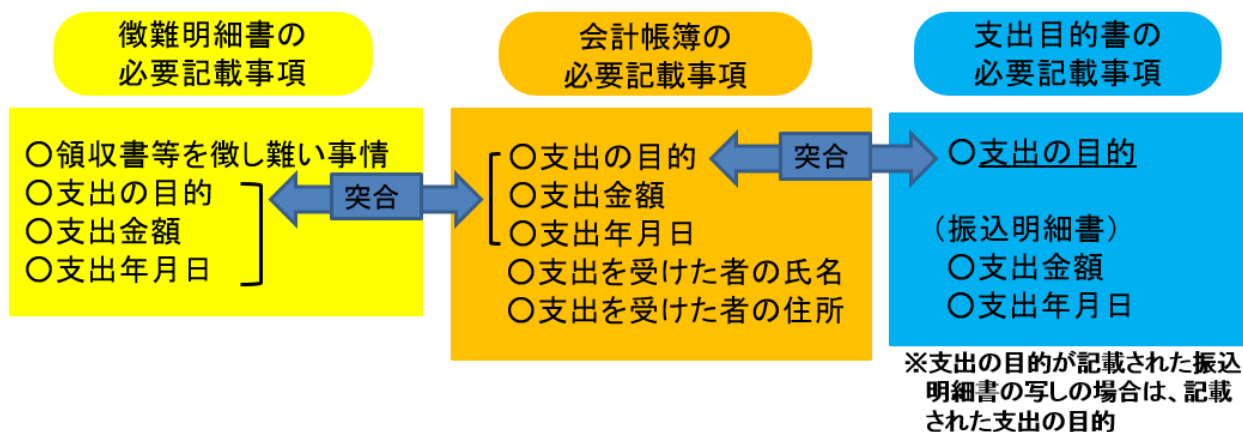 徴難明細書の
必要記載事項
〇領収書等を徴し難い事情
〇支出の目的
〇支出金額
〇支出年月日
突合
会計帳簿の
必要記載事項
〇支出の目的
〇支出金額
〇支出年月日
〇支出を受けた者の氏名
〇支出を受けた者の住所
突合
支出目的書の
必要記載事項
〇支出の目的
（振込明細書）
〇支出金額
〇支出年月日
※支出の目的が記載された振込
明細書の写しの場合は、記載
された支出の目的